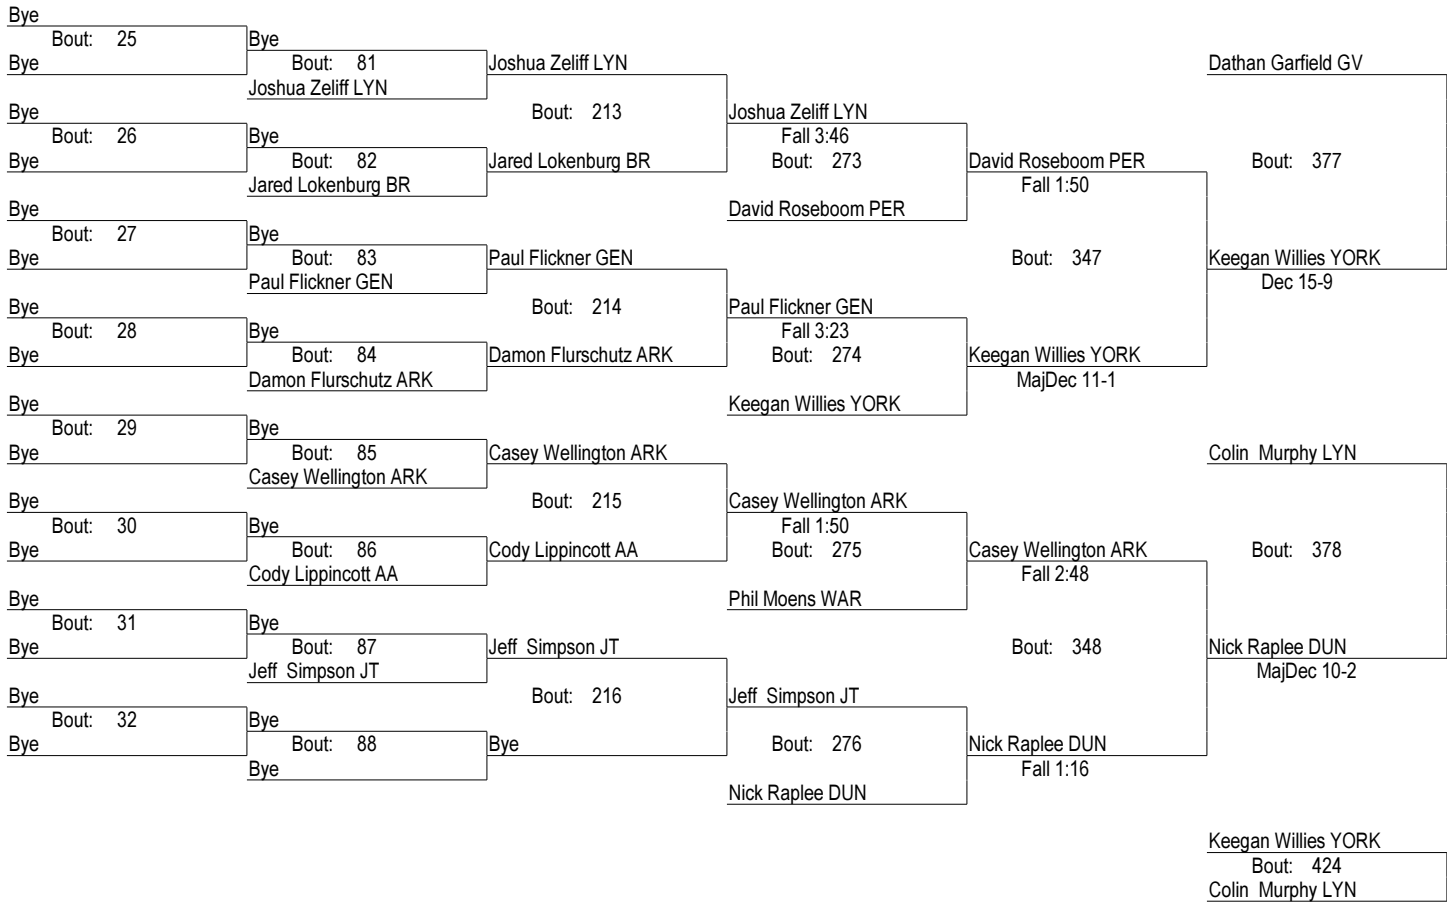 Bye
Bout: 25
Bye
Bye
Bout: 26
Bye
Bye
Bout: 27
Bye
Bye
Bout: 28
Bye
Bye
Bout: 29
Bye
Bye
Bout: 30
Bye
Bye
Bout: 31
Bye
Bye
Bout: 32
Bye
Bye
Bout: 81
Joshua Zeliff LYN
Bye
Bout: 82
Jared Lokenburg BR
Bye
Bout: 83
Paul Flickner GEN
Bye
Bout: 84
Damon Flurschutz ARK
Bye
Bout: 85
Casey Wellington ARK
Bye
Bout: 86
Cody Lippincott AA
Bye
Bout: 87
Jeff Simpson JT
Bye
Bout: 88
Bye
Joshua Zeliff LYN
Bout: 213
Jared Lokenburg BR
Paul Flickner GEN
Bout: 214
Damon Flurschutz ARK
Casey Wellington ARK
Bout: 215
Cody Lippincott AA
Jeff Simpson JT
Bout: 216
Bye
Joshua Zeliff LYN
Fall 3:46
Bout: 273
David Roseboom PER
Paul Flickner GEN
Fall 3:23
Bout: 274
Keegan Willies YORK
Casey Wellington ARK
Fall 1:50
Bout: 275
Phil Moens WAR
Jeff Simpson JT
Bout: 276
Nick Raplee DUN
David Roseboom PER
Fall 1:50
Bout: 347
Keegan Willies YORK
MajDec 11-1
Casey Wellington ARK
Fall 2:48
Bout: 348
Nick Raplee DUN
Fall 1:16
Dathan Garfield GV
Bout: 377
Keegan Willies YORK
Dec 15-9
Colin Murphy LYN
Bout: 378
Nick Raplee DUN
MajDec 10-2
Keegan Willies YORK
Bout: 424
Colin Murphy LYN